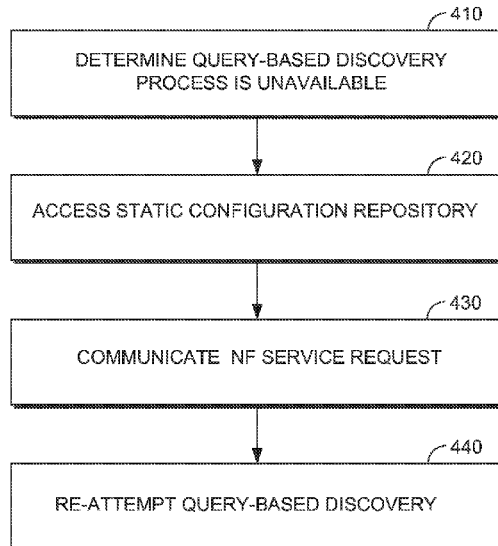 410
DETERMINE QUERY-BASED DISCOVERY
PROCESS IS UNAVAILABLE
420
ACCESS STATIC CONFIGURATION REPOSITORY
430
COMMUNICATE NF SERVICE REQUEST
440
RE-ATTEMPT QUERY-BASED DISCOVERY